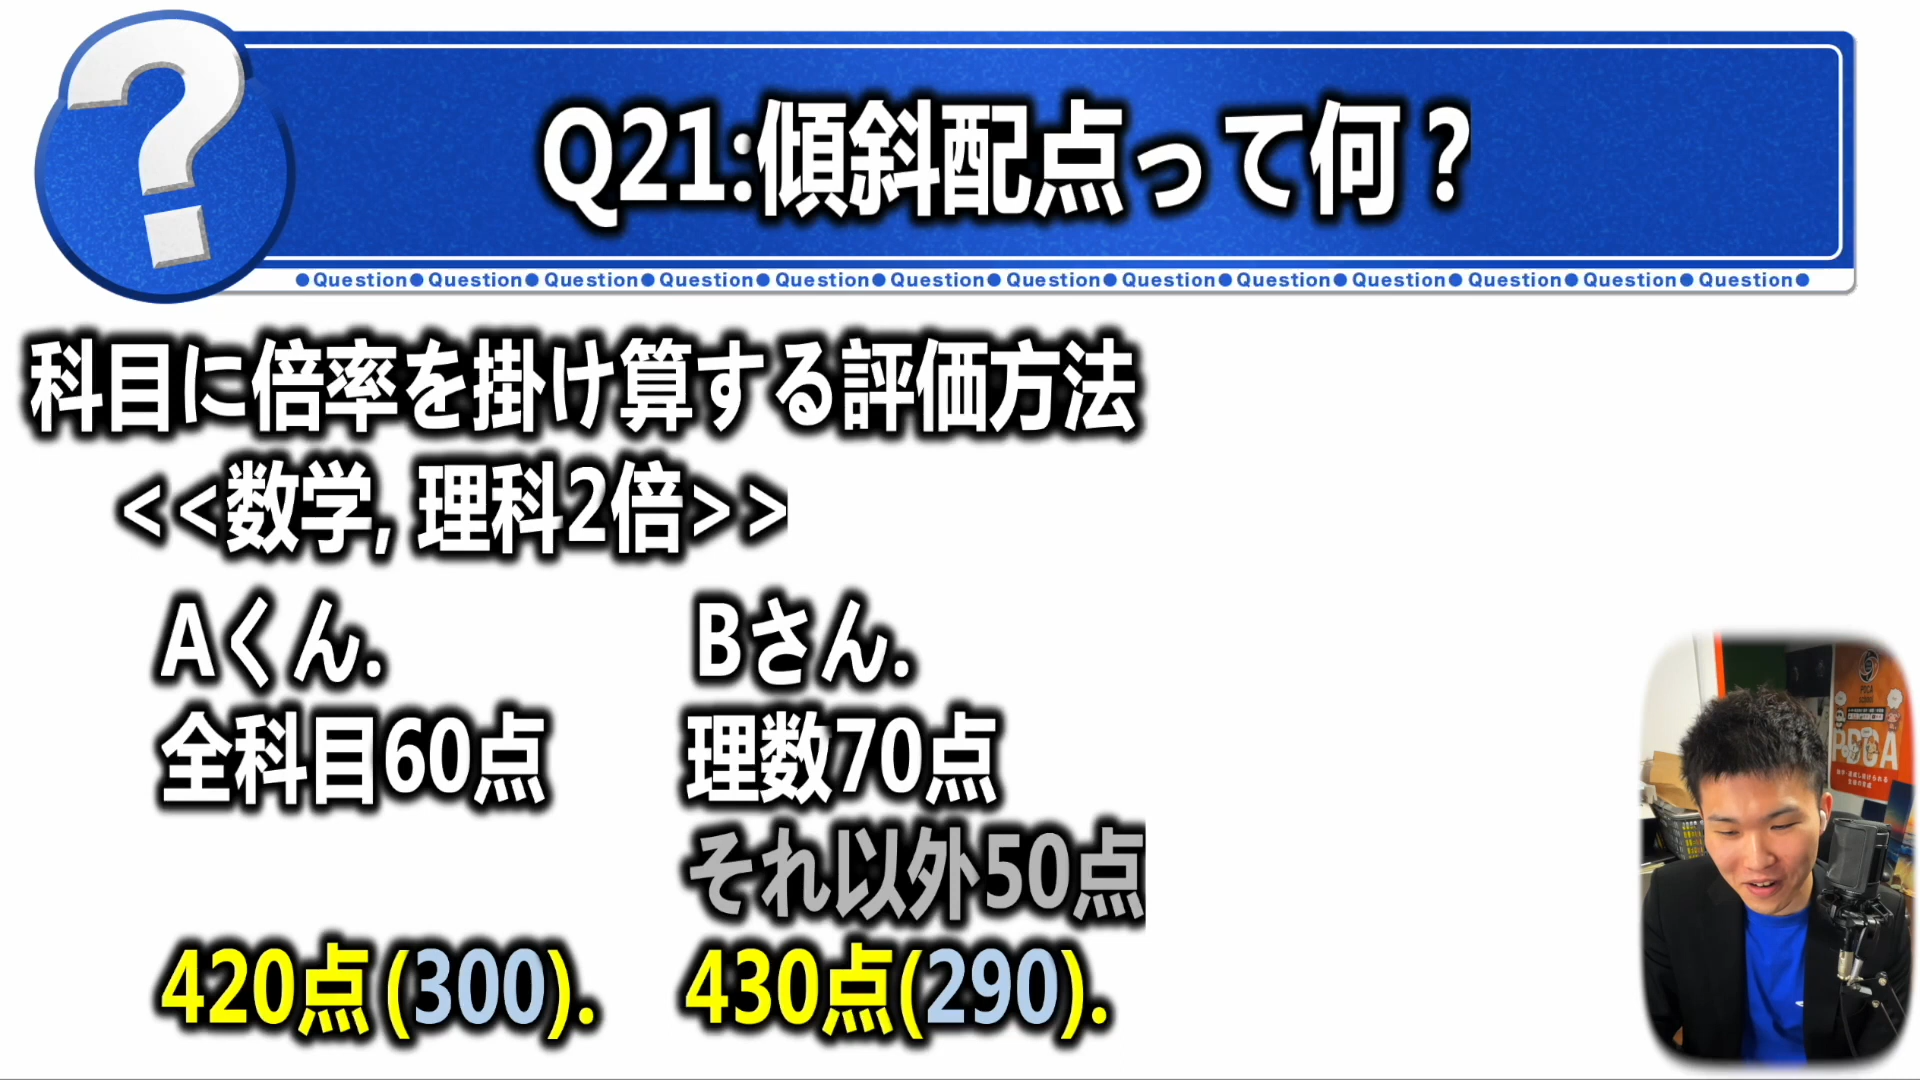 Q21:傾斜配点って何？
●Question●Question●Question●Question●Question●Question●Question●Question●Question●Question●Question●Question●Question●
科目に倍率を掛け算する評価方法
<<数学, 理科2倍>>
Aくん.
Bさん.
全科目60点
理数70点
それ以外50点
420点(300).
430点(290).
PDCA